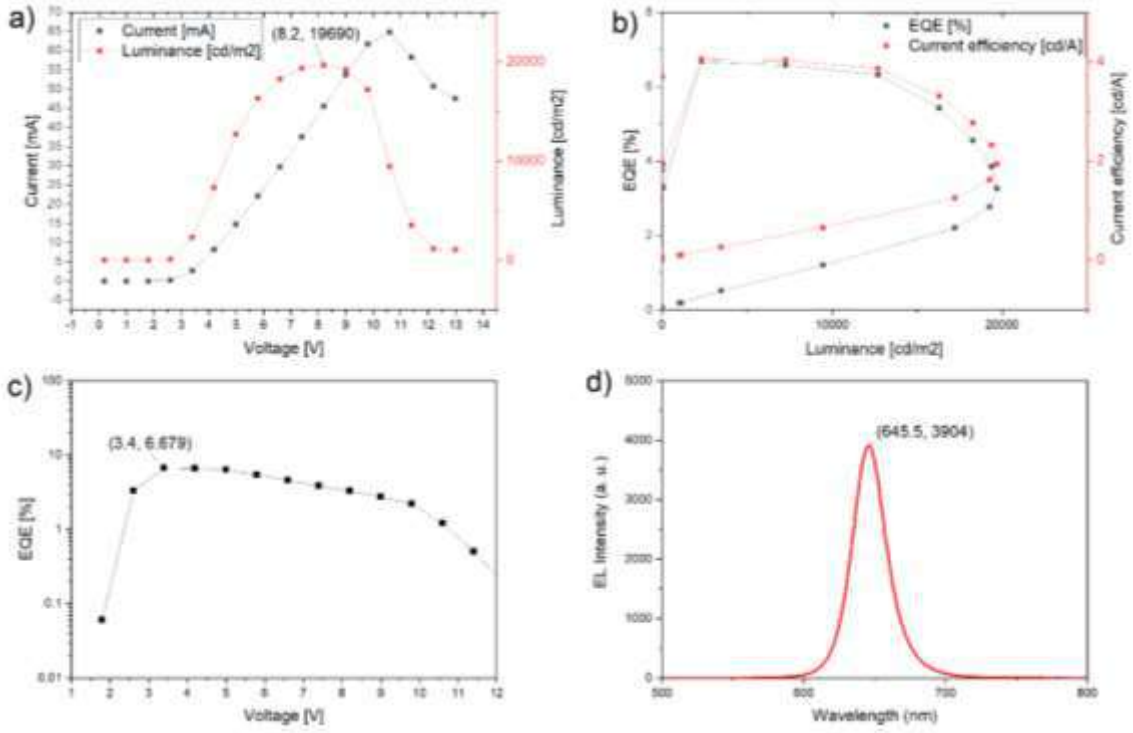 a)
Current [mA]
Luminance [cd/m2]
(8.2, 19690)
70
65
60
55
50
45
40
35
30
25
20
15
10
5
0
-5
Current [mA]
20000
10000
0
Luminance [cd/m2]
-1 0 1 2 3 4 5 6 7 8 9 10 11 12 13 14
Voltage [V]
b)
EQE [%]
Current efficiency [cd/A]
8
6
4
2
0
EQE [%]
4
2
0
Current efficiency [cd/A]
0 10000 20000
Luminance [cd/m2]
c)
(3.4, 6.679)
100
10
1
0.1
0.01
EQE [%]
1 2 3 4 5 6 7 8 9 10 11 12
Voltage [V]
d)
(645.5, 3904)
5000
4000
3000
2000
1000
0
EL Intensity (a. u.)
500 600 700 800
Wavelength (nm)